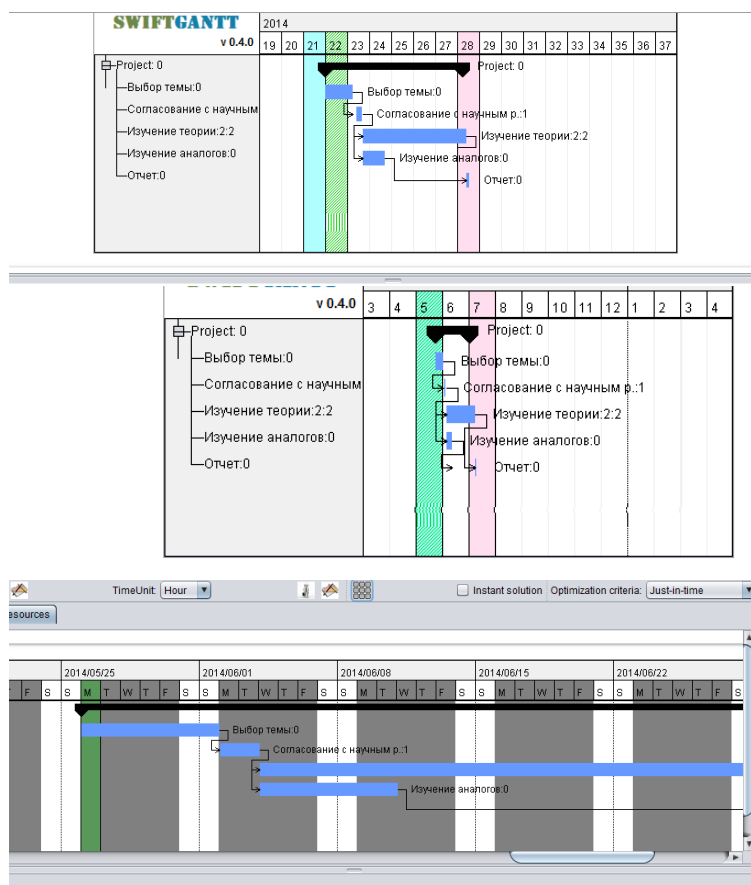 SWIFTGANTT
v 0.4.0
2014
19 20 21 22 23 24 25 26 27 28 29 30 31 32 33 34 35 36 37
Project: 0
Выбор темы:0
Согласование с научным
Изучение теории:2:2
Изучение аналогов:0
Отчет:0
Project: 0
Выбор темы:0
Согласование с научным р.:1
Изучение теории:2:2
Изучение аналогов:0
Отчет:0
v 0.4.0
3 4 5 6 7 8 9 10 11 12 1 2 3 4
Project: 0
Выбор темы:0
Согласование с научным
Изучение теории:2:2
Изучение аналогов:0
Отчет:0
Project: 0
Выбор темы:0
Согласование с научным р.:1
Изучение теории:2:2
Изучение аналогов:0
Отчет:0
TimeUnit: Hour Instant solution Optimization criteria: Just-in-time
esources
2014/05/25 2014/06/01 2014/06/08 2014/06/15 2014/06/22
F S S M T W T F S S M T W T F S S M T W T F S S M T W T F S S M T W T F S
Выбор темы:0
Согласование с научным р.:1
Изучение аналогов:0